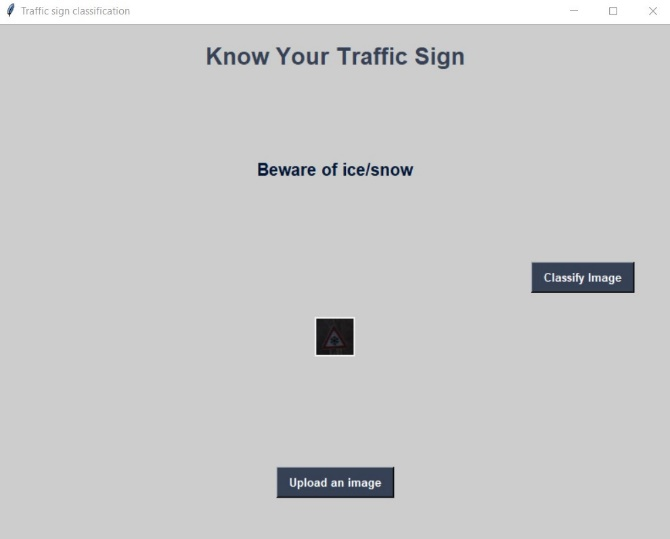 Traffic sign classification
Know Your Traffic Sign
Beware of ice/snow
Classify Image
Upload an image